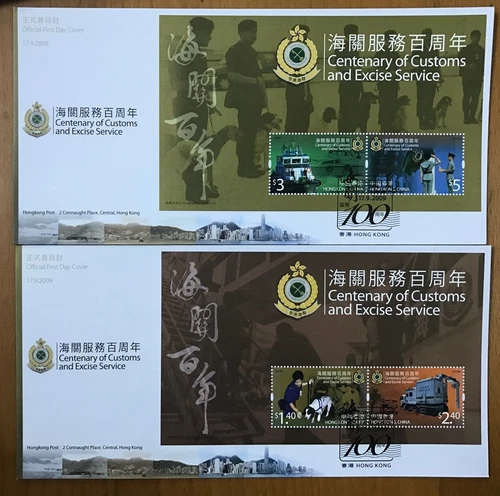 正式首日封
Official First Day Cover
17.9.2009
海關服務百周年
Centenary of Customs
and Excise Service
海關百年
海關服務百周年
Centenary of Customs
and Excise Service
$3
$5
17.9.2009
100
香港 HONG KONG
Hongkong Post · 2 Connaught Place, Central, Hong Kong
正式首日封
Official First Day Cover
17.9.2009
海關服務百周年
Centenary of Customs
and Excise Service
海關百年
海關服務百周年
Centenary of Customs
and Excise Service
$1.40
$2.40
100
香港 HONG KONG
Hongkong Post · 2 Connaught Place, Central, Hong Kong